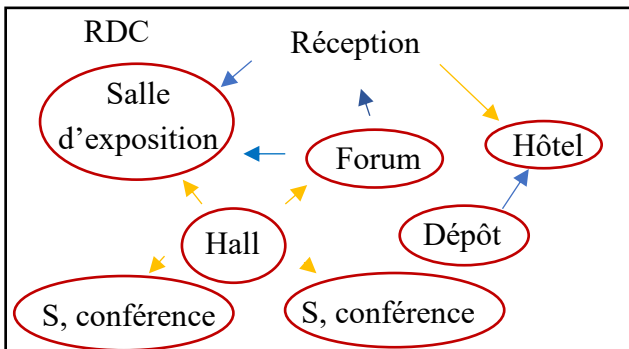 RDC
Réception
Salle
d’exposition
Forum
Hôtel
Hall
Dépôt
S, conférence
S, conférence